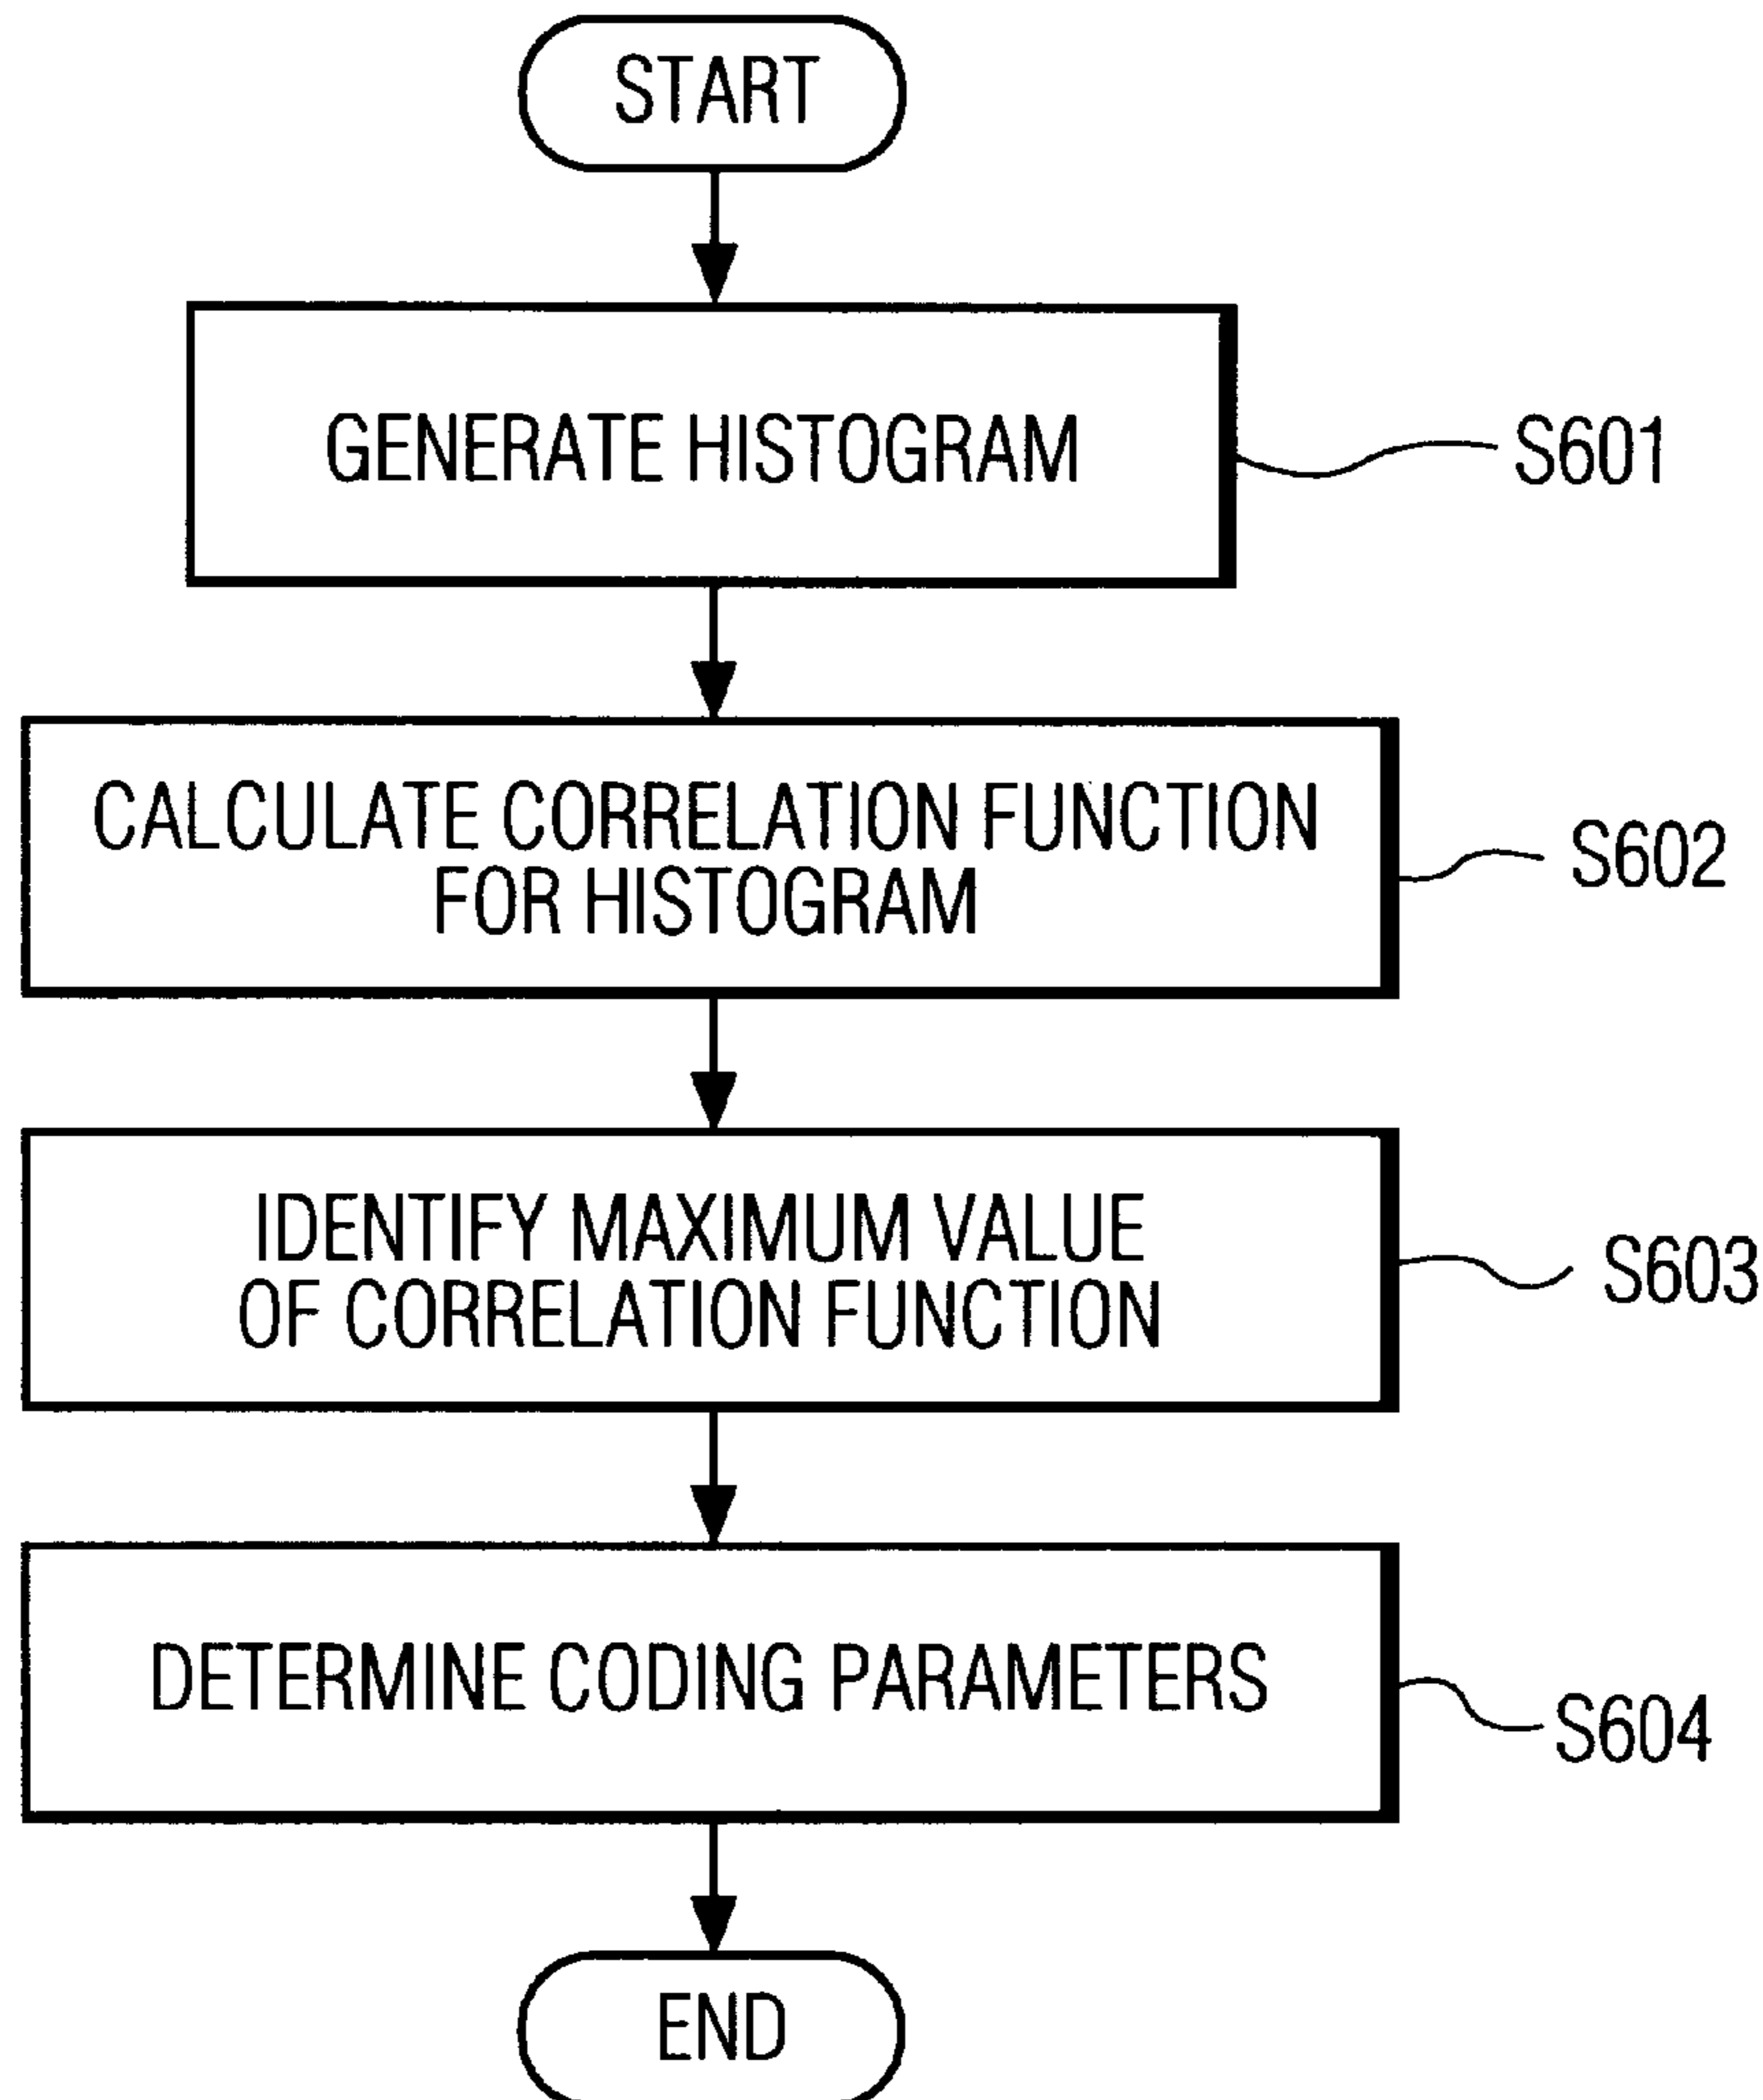 START
GENERATE HISTOGRAM
S601
CALCULATE CORRELATION FUNCTION
FOR HISTOGRAM
S602
IDENTIFY MAXIMUM VALUE
OF CORRELATION FUNCTION
S603
DETERMINE CODING PARAMETERS
S604
END